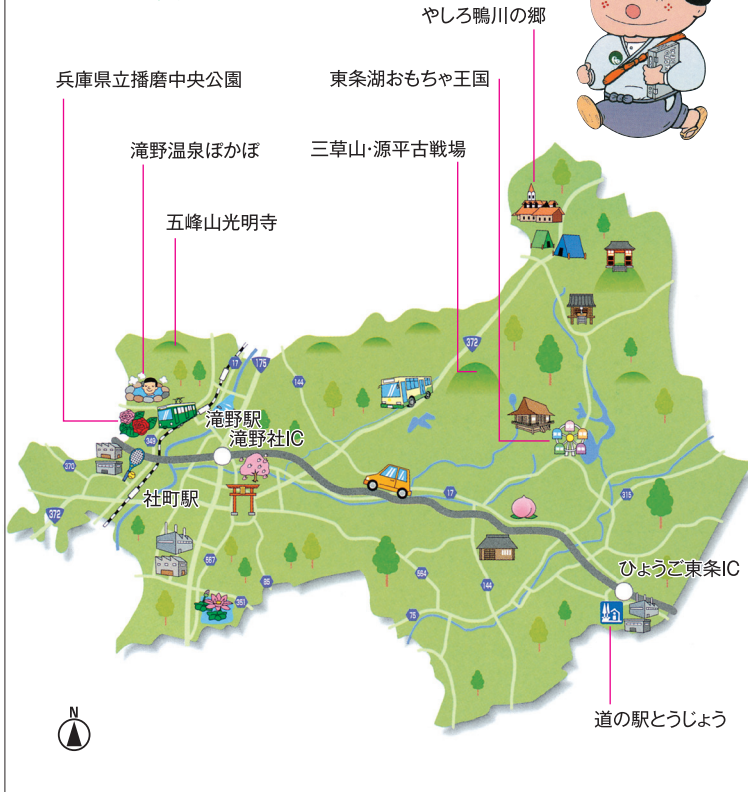 やしろ鴨川の郷
兵庫県立播磨中央公園
東条湖おもちゃ王国
滝野温泉ぽかぽ
三草山・源平古戦場
五峰山光明寺
372
17
175
144
滝野駅
滝野社IC
349
370
17
社町駅
372
315
567
ひょうご東条IC
85
564
144
351
75
道の駅とうじょう
N